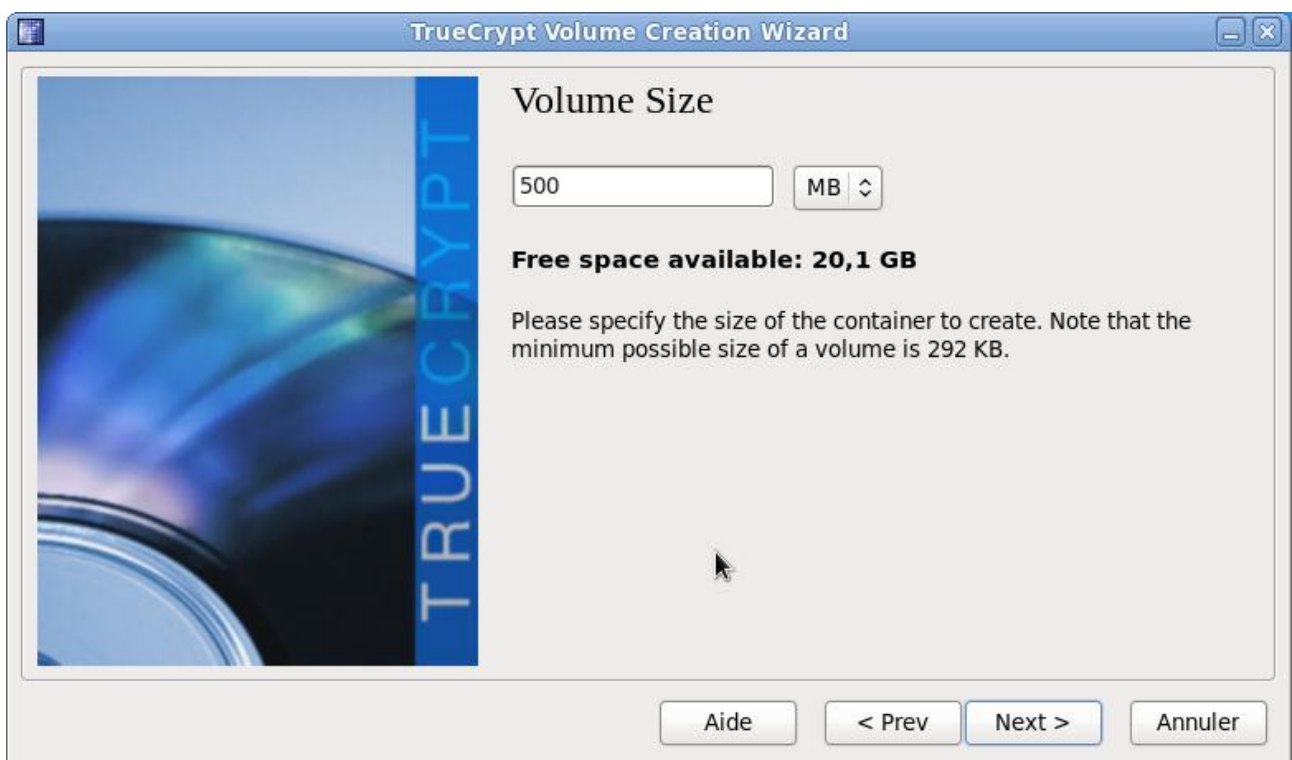 TrueCrypt Volume Creation Wizard
Volume Size
500
MB
Free space available: 20,1 GB
Please specify the size of the container to create. Note that the
minimum possible size of a volume is 292 KB.
TRUECRYPT
Aide
< Prev
Next >
Annuler